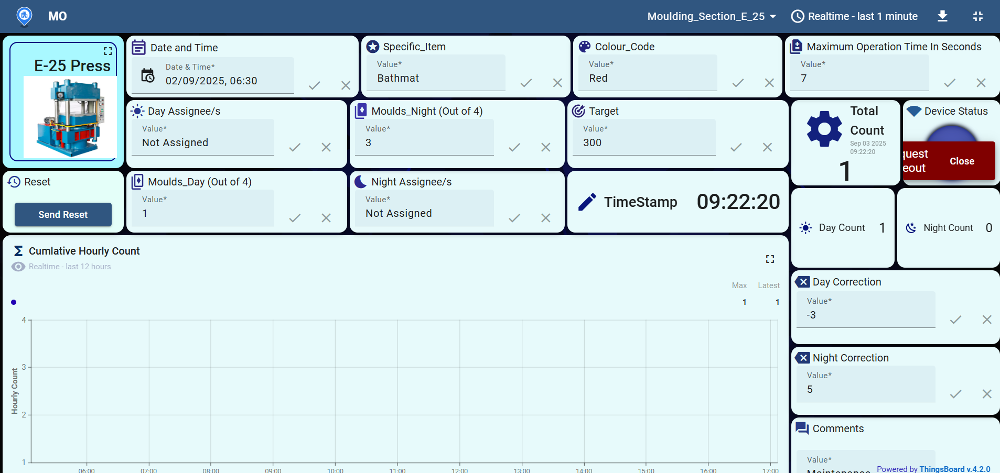 MO
Moulding_Section_E_25
Realtime - last 1 minute
E-25 Press
Date and Time
Date & Time*
02/09/2025, 06:30
Specific_Item
Value*
Bathmat
Colour_Code
Value*
Red
Maximum Operation Time In Seconds
Value*
7
Day Assignee/s
Value*
Not Assigned
Moulds_Night (Out of 4)
Value*
3
Target
Value*
300
Total
Count
Sep 03 2025
09:22:20
1
Device Status
quest
eout
Close
Reset
Send Reset
Moulds_Day (Out of 4)
Value*
1
Night Assignee/s
Value*
Not Assigned
TimeStamp
09:22:20
Day Count 1
Night Count 0
Cumlative Hourly Count
Realtime - last 12 hours
Max Latest
1 1
Hourly Count
4
3
2
1
06:00 07:00 08:00 09:00 10:00 11:00 12:00 13:00 14:00 15:00 16:00 17:00
Day Correction
Value*
-3
Night Correction
Value*
5
Comments
Value*
Maintenance
Powered by ThingsBoard v.4.2.0